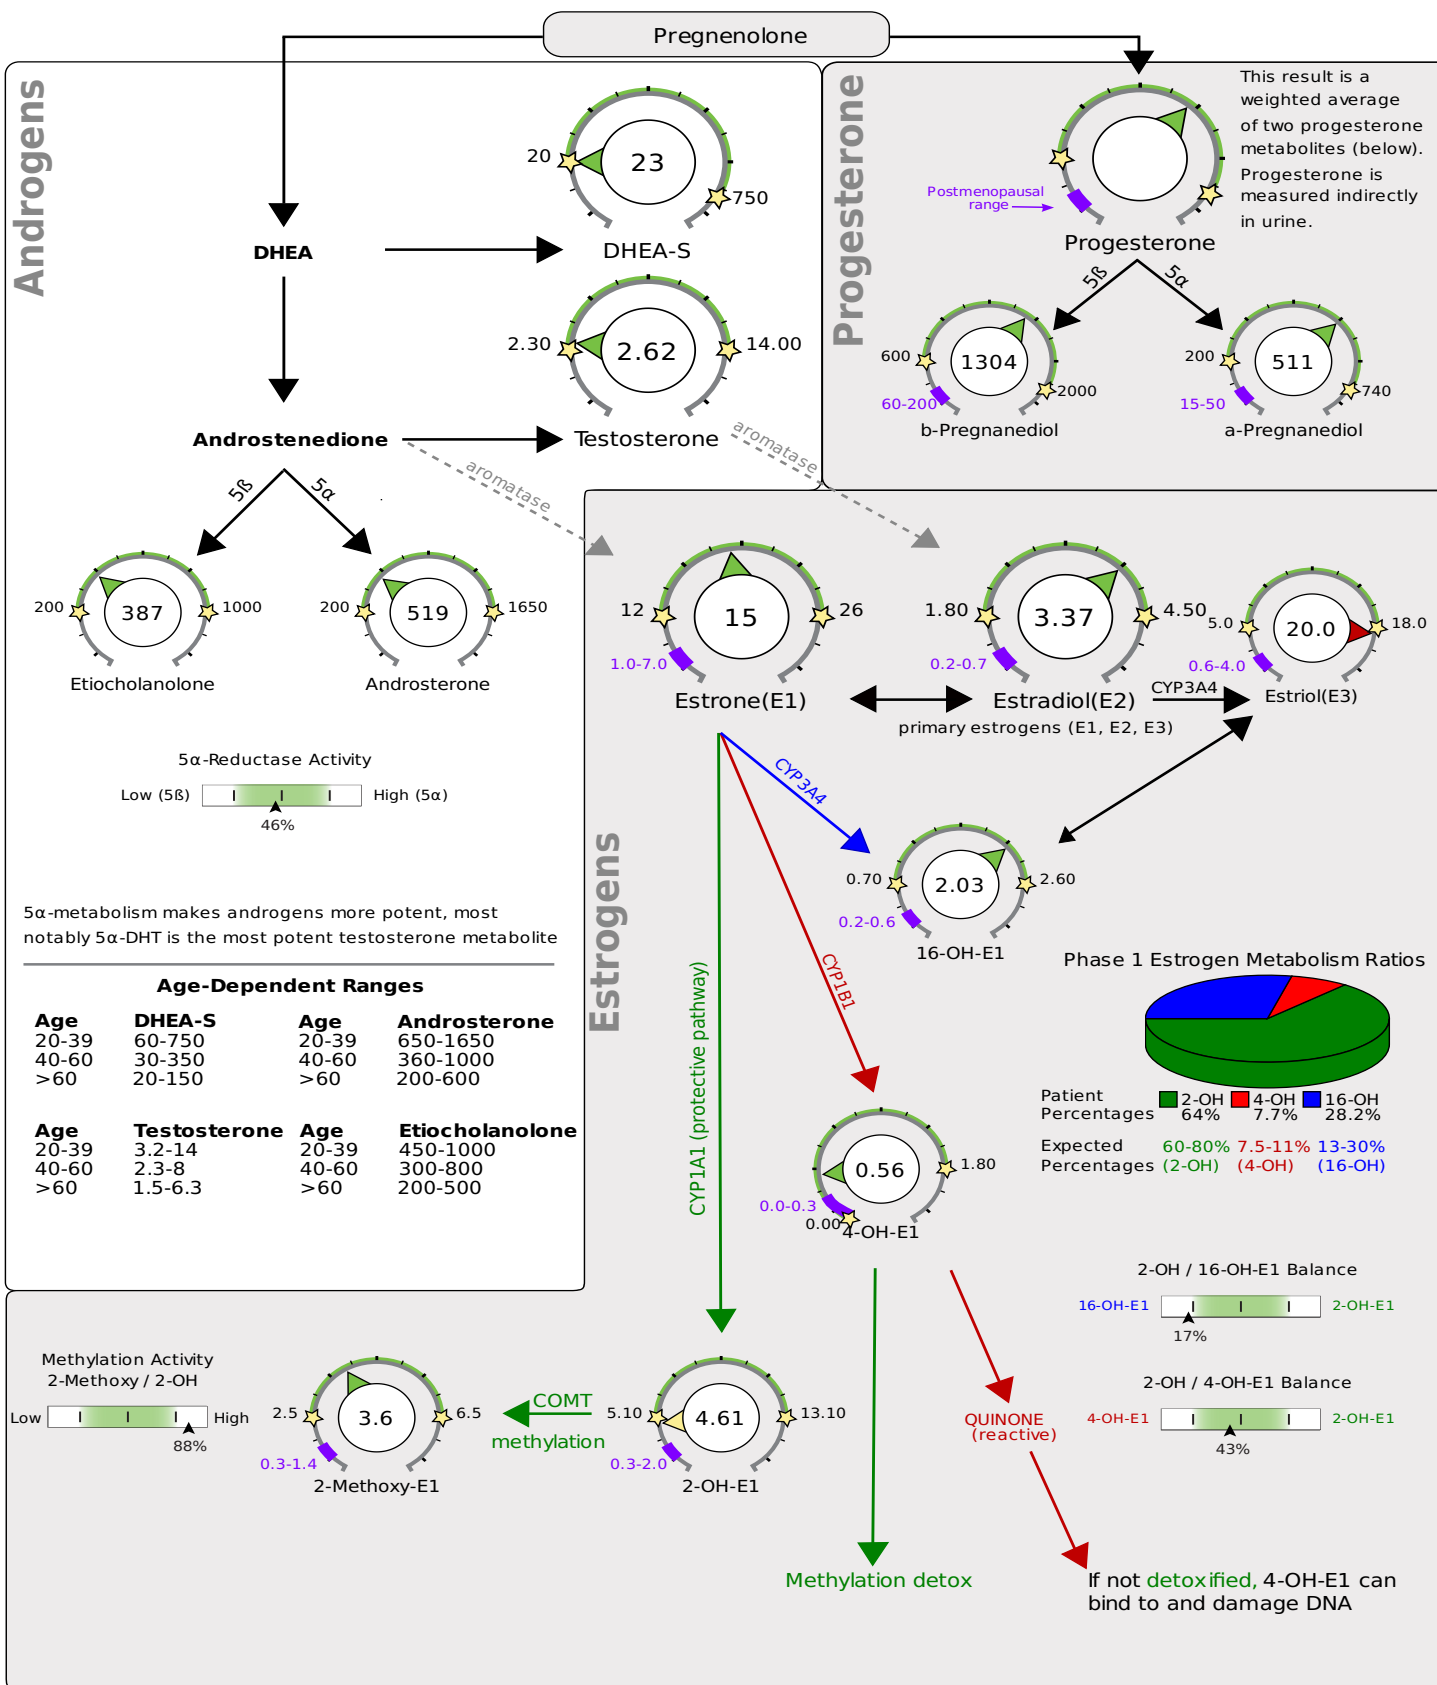 Pregnenolone
Androgens
20
23
750
DHEA-S
DHEA
2.30
2.62
14.00
Testosterone
Androstenedione
aromatase
aromatase
5ß
5α
200
387
1000
Etiocholanolone
200
519
1650
Androsterone
5α-Reductase Activity
Low (5ß)
High (5α)
46%
5α-metabolism makes androgens more potent, most
notably 5α-DHT is the most potent testosterone metabolite
Age-Dependent Ranges
Age DHEA-S
20-39 60-750
40-60 30-350
>60 20-150
Age Androsterone
20-39 650-1650
40-60 360-1000
>60 200-600
Age Testosterone
20-39 3.2-14
40-60 2.3-8
>60 1.5-6.3
Age Etiocholanolone
20-39 450-1000
40-60 300-800
>60 200-500
Progesterone
This result is a
weighted average
of two progesterone
metabolites (below).
Progesterone is
measured indirectly
in urine.
Postmenopausal
range
Progesterone
5ß
5α
600
1304
2000
60-200
b-Pregnanediol
200
511
740
15-50
a-Pregnanediol
Estrogens
12
15
26
1.0-7.0
Estrone(E1)
1.80
3.37
4.50
0.2-0.7
Estradiol(E2)
5.0
20.0
18.0
0.6-4.0
Estriol(E3)
CYP3A4
primary estrogens (E1, E2, E3)
CYP3A4
0.70
2.03
2.60
0.2-0.6
16-OH-E1
CYP1B1
CYP1A1 (protective pathway)
Phase 1 Estrogen Metabolism Ratios
Patient
Percentages
2-OH
64%
4-OH
7.7%
16-OH
28.2%
Expected
Percentages
60-80%
(2-OH)
7.5-11%
(4-OH)
13-30%
(16-OH)
0.56
1.80
0.0-0.3
0.00
4-OH-E1
2-OH / 16-OH-E1 Balance
16-OH-E1
2-OH-E1
17%
2-OH / 4-OH-E1 Balance
4-OH-E1
2-OH-E1
43%
Methylation Activity
2-Methoxy / 2-OH
Low
High
88%
2.5
3.6
6.5
0.3-1.4
2-Methoxy-E1
COMT
methylation
5.10
4.61
13.10
0.3-2.0
2-OH-E1
QUINONE
(reactive)
Methylation detox
If not detoxified, 4-OH-E1 can
bind to and damage DNA